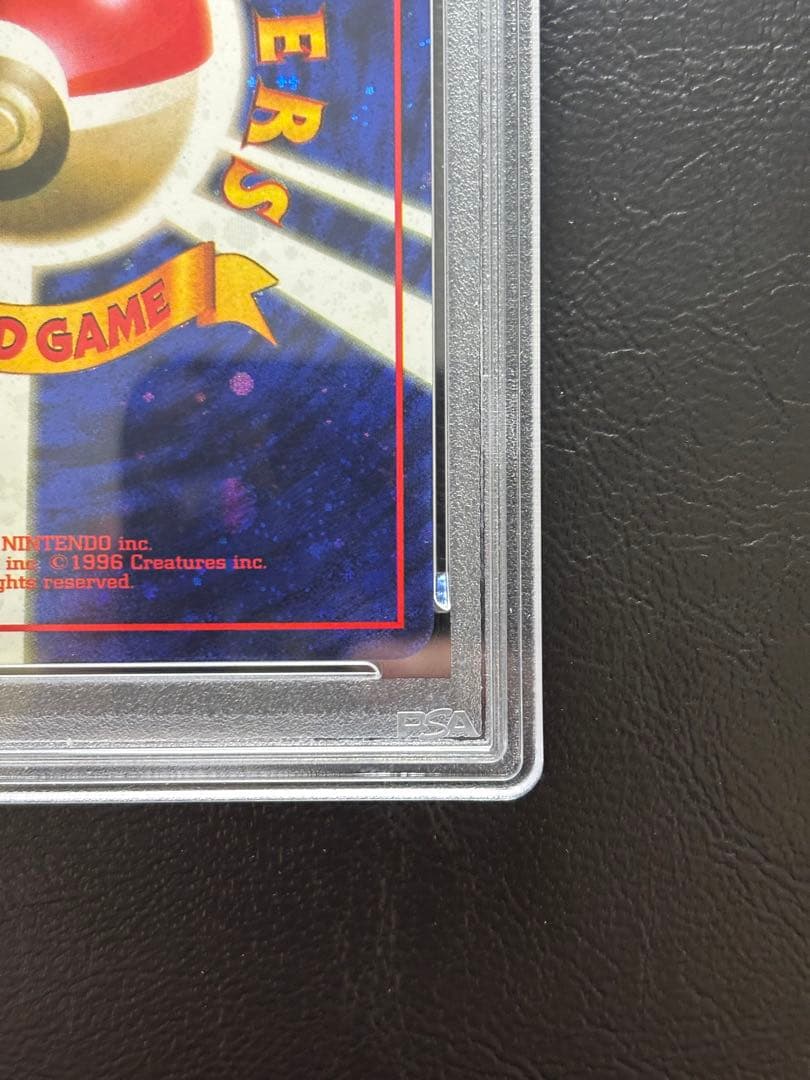 ERS
D GAME
NINTENDO inc.
inc. ©1996 Creatures inc.
ghts reserved.
PSA